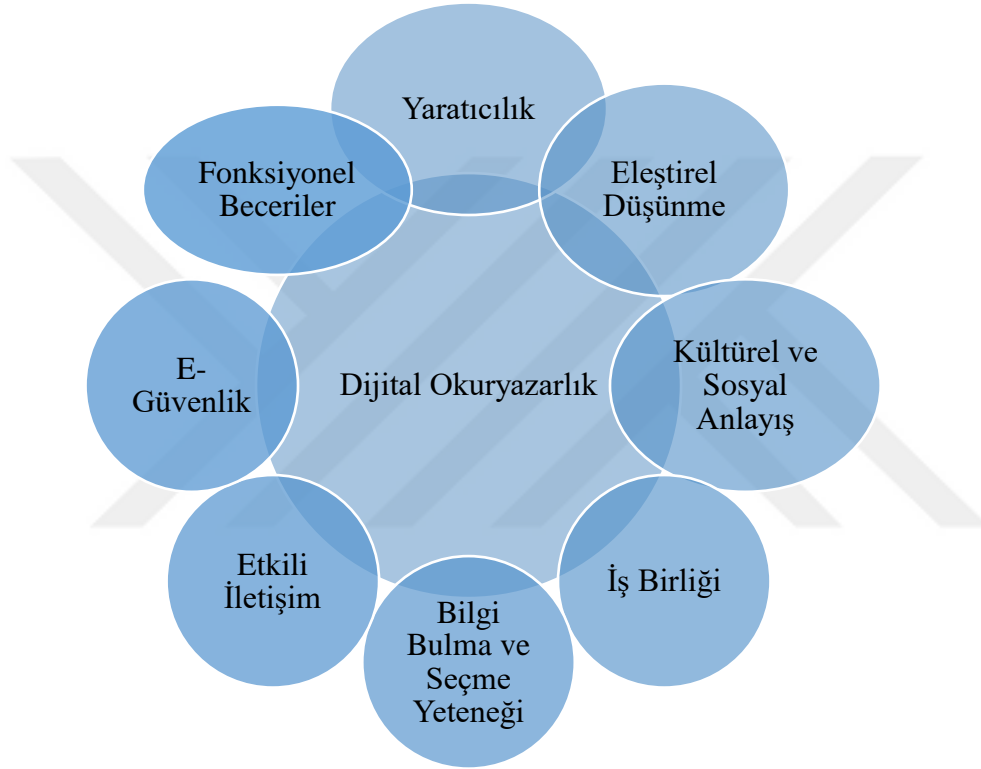 Yaratıcılık
Fonksiyonel
Beceriler
Eleştirel
Düşünme
E-
Güvenlik
Dijital Okuryazarlık
Kültürel ve
Sosyal
Anlayış
Etkili
İletişim
İş Birliği
Bilgi
Bulma ve
Seçme
Yeteneği